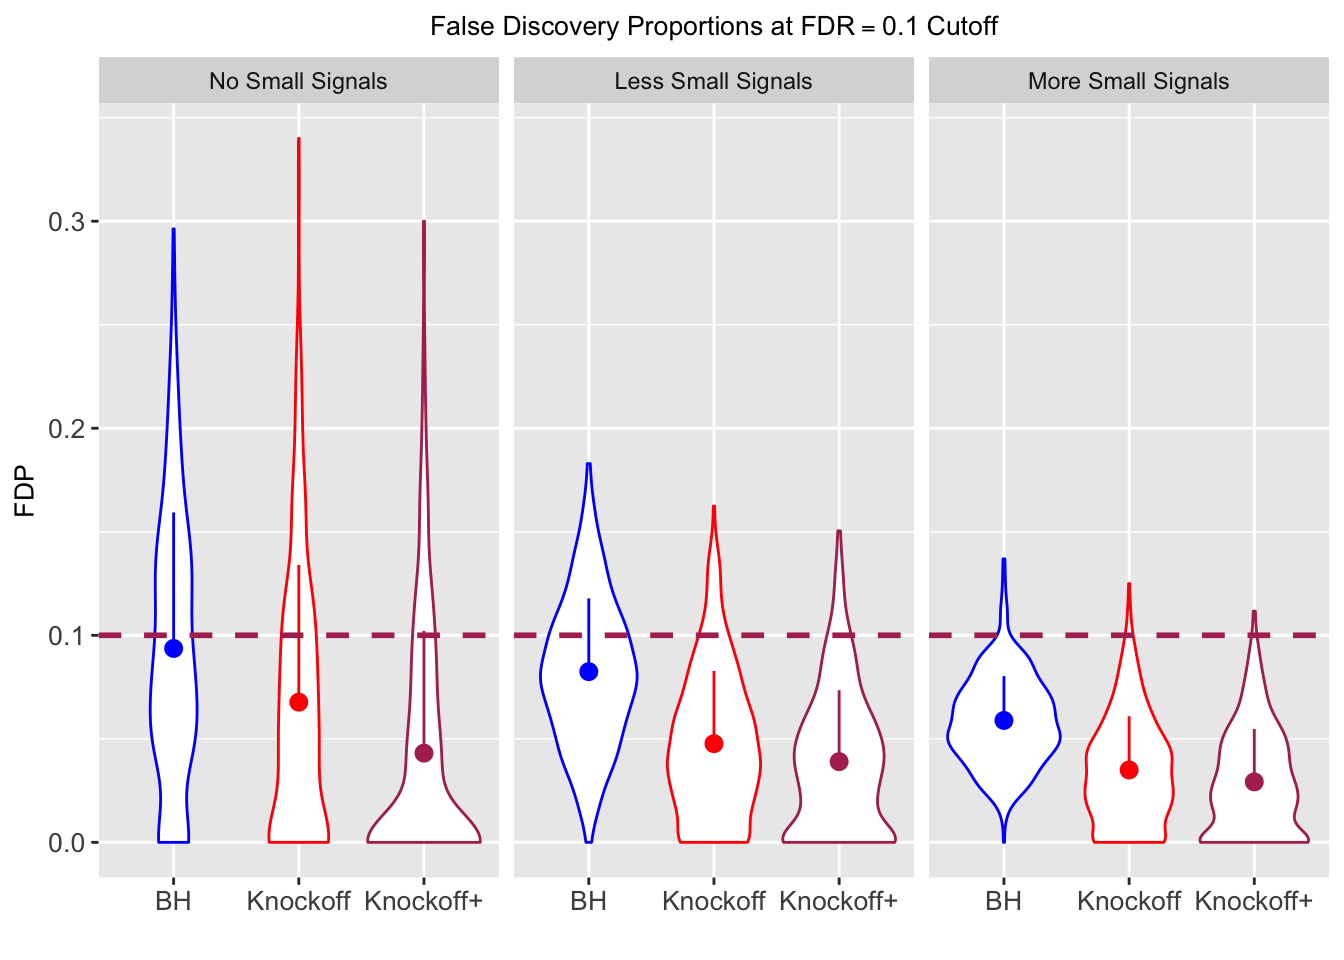 False Discovery Proportions at FDR = 0.1 Cutoff
No Small Signals
Less Small Signals
More Small Signals
FDP
0.3
0.2
0.1
0.0
BH Knockoff Knockoff+ BH Knockoff Knockoff+ BH Knockoff Knockoff+